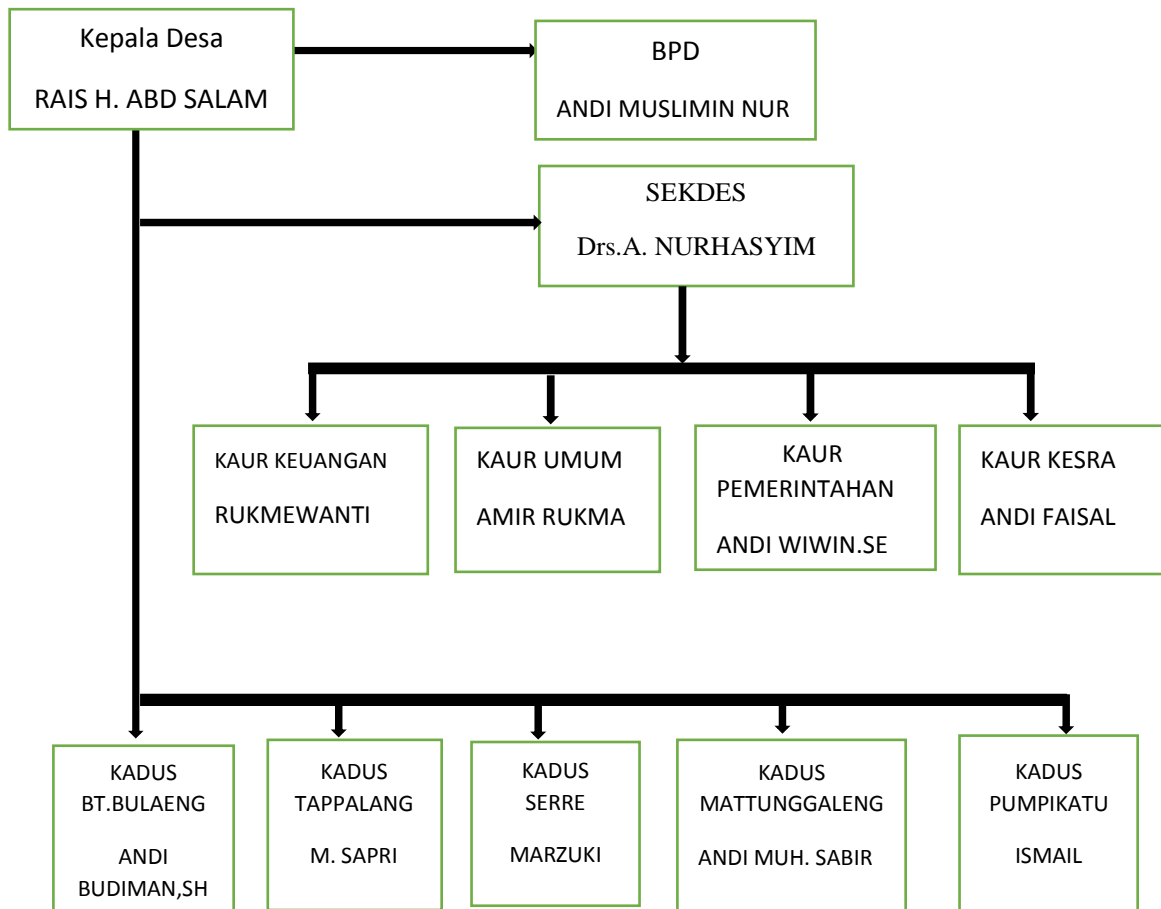 Kepala Desa
RAIS H. ABD SALAM
BPD
ANDI MUSLIMIN NUR
SEKDES
Drs.A. NURHASYIM
KAUR KEUANGAN
RUKMEWANTI
KAUR UMUM
AMIR RUKMA
KAUR
PEMERINTAHAN
ANDI WIWIN.SE
KAUR KESRA
ANDI FAISAL
KADUS
BT.BULAENG
ANDI
BUDIMAN,SH
KADUS
TAPPALANG
M. SAPRI
KADUS
SERRE
MARZUKI
KADUS
MATTUNGGALENG
ANDI MUH. SABIR
KADUS
PUMPIKATU
ISMAIL